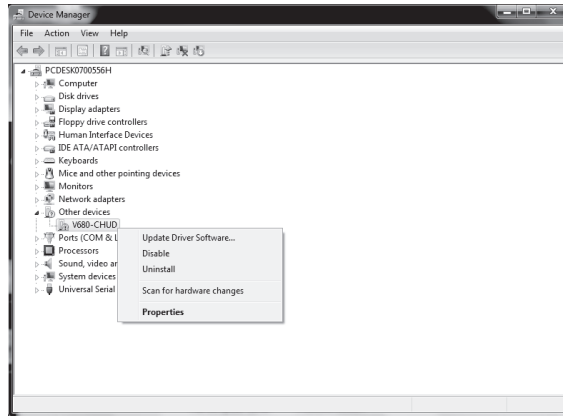 Device Manager
File Action View Help
PCDESK0700556H
Computer
Disk drives
Display adapters
Floppy drive controllers
Human Interface Devices
IDE ATA/ATAPI controllers
Keyboards
Mice and other pointing devices
Monitors
Network adapters
Other devices
V680-CHUD
Ports (COM & L
Processors
Sound, video ar
System devices
Universal Serial
Update Driver Software...
Disable
Uninstall
Scan for hardware changes
Properties